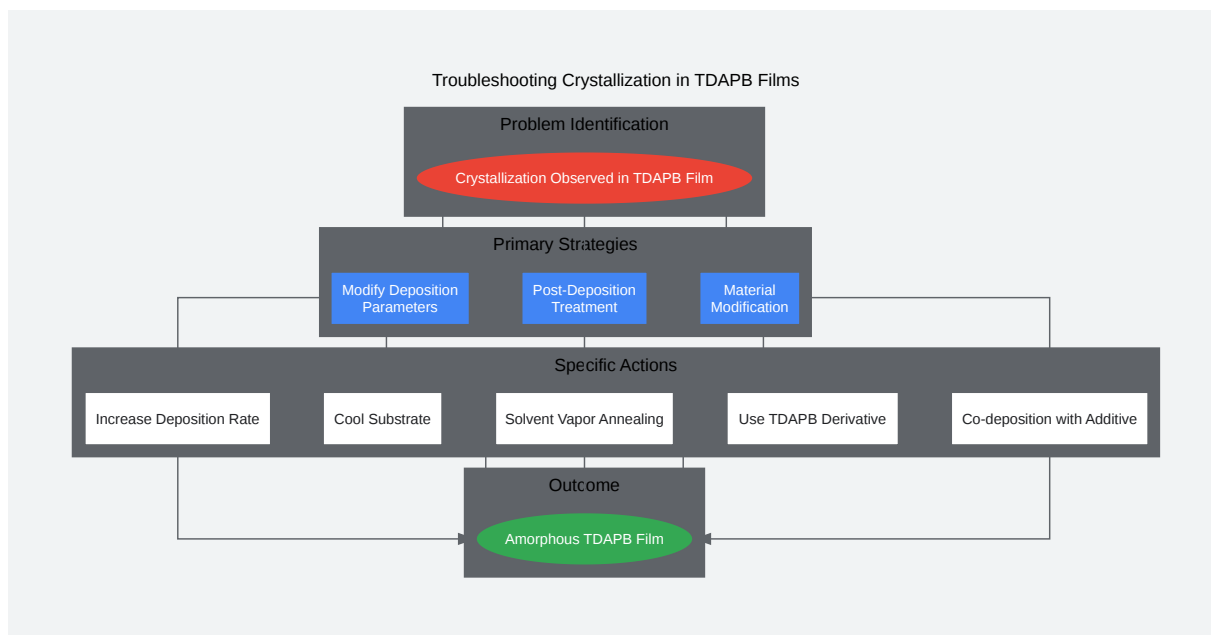 Troubleshooting Crystallization in TDAPB Films
Problem Identification
Crystallization Observed in TDAPB Film
Primary Strategies
Modify Deposition
Parameters
Post-Deposition
Treatment
Material
Modification
Specific Actions
Increase Deposition Rate
Cool Substrate
Solvent Vapor Annealing
Use TDAPB Derivative
Co-deposition with Additive
Outcome
Amorphous TDAPB Film